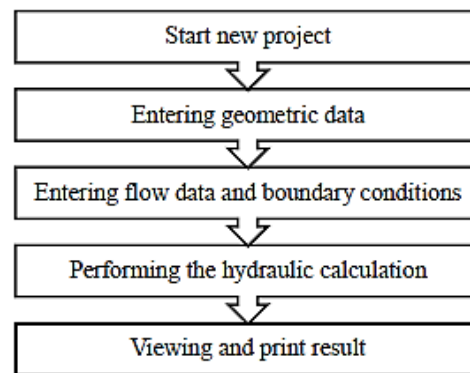 Start new project
Entering geometric data
Entering flow data and boundary conditions
Performing the hydraulic calculation
Viewing and print result